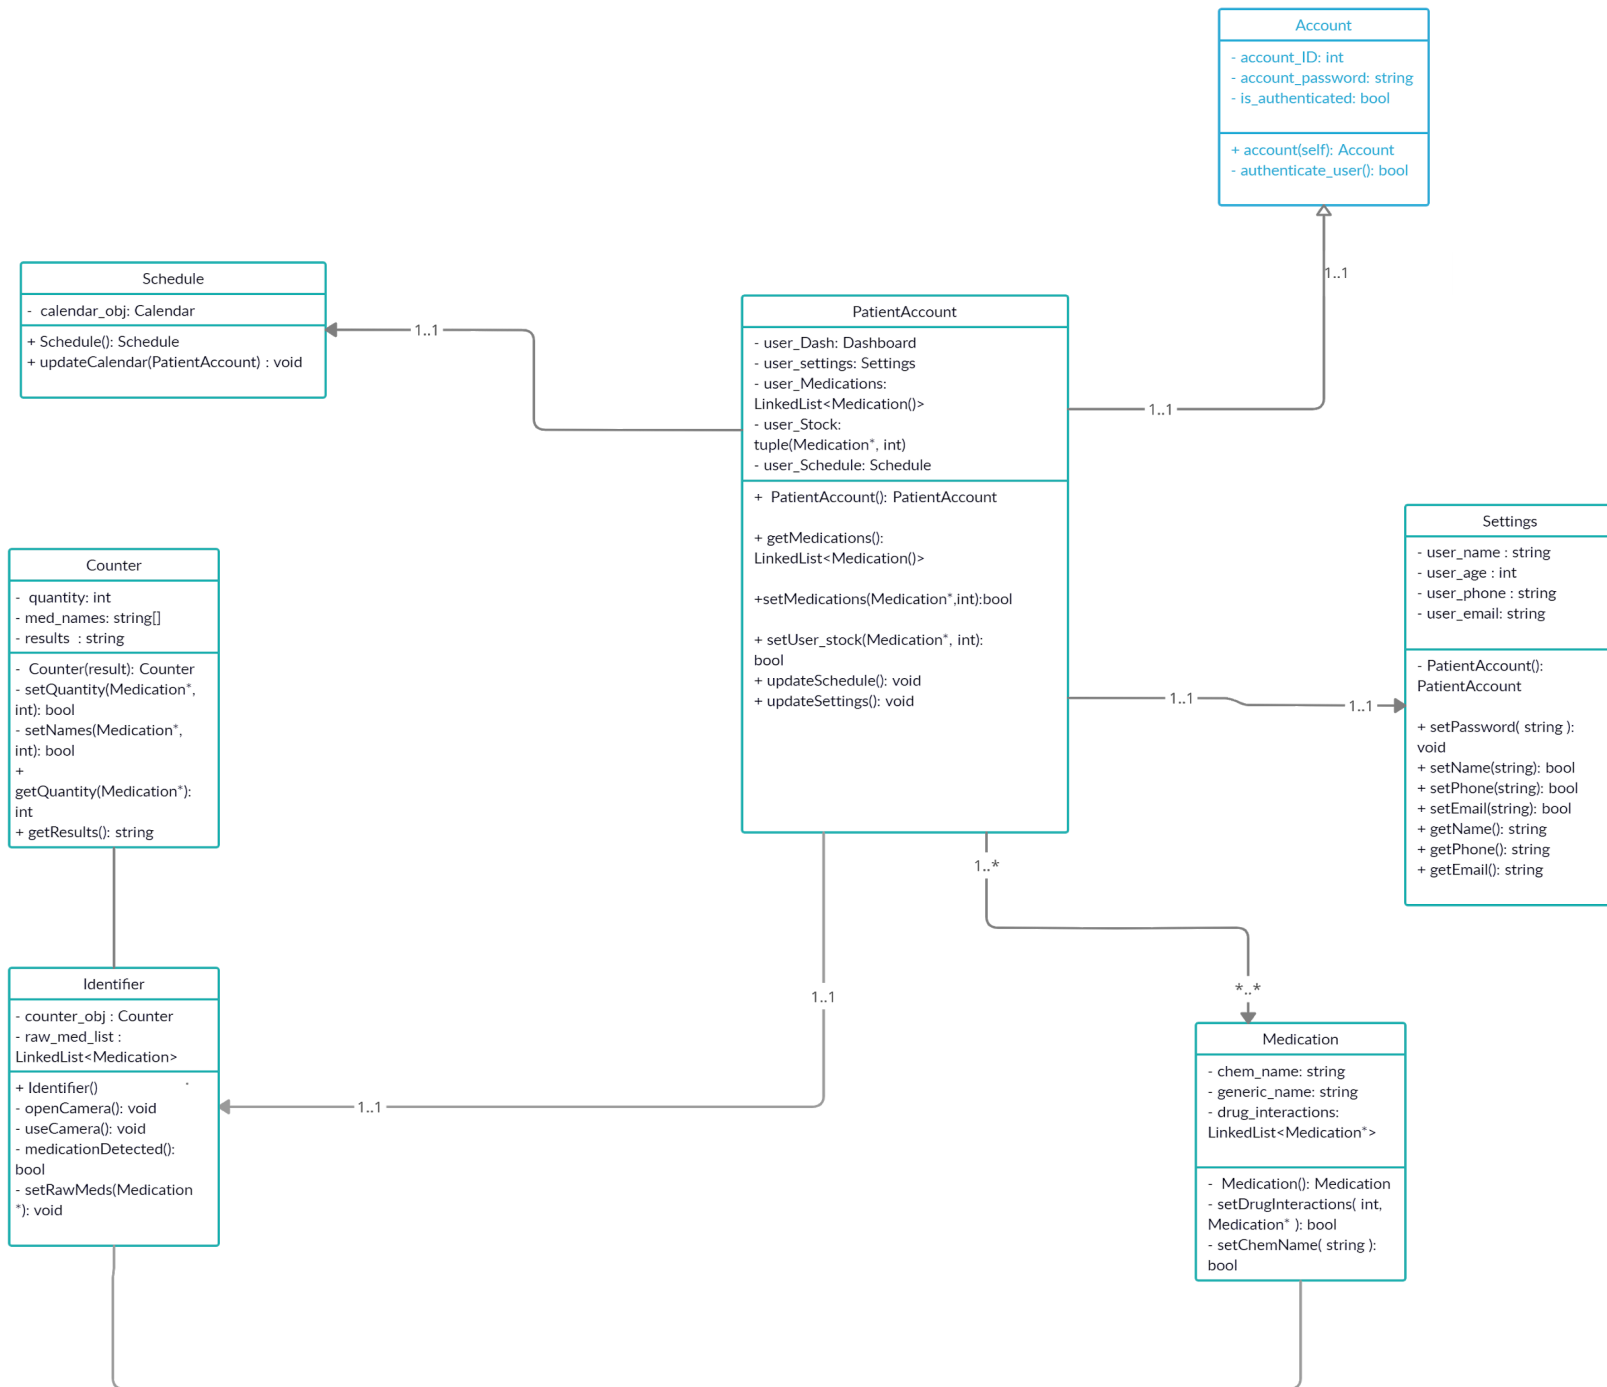 Account
- account_ID: int
- account_password: string
- is_authenticated: bool
+ account(self): Account
- authenticate_user(): bool
1..1
Schedule
- calendar_obj: Calendar
+ Schedule(): Schedule
+ updateCalendar(PatientAccount) : void
1..1
PatientAccount
- user_Dash: Dashboard
- user_settings: Settings
- user_Medications:
LinkedList<Medication()>
- user_Stock:
tuple(Medication*, int)
- user_Schedule: Schedule
+ PatientAccount(): PatientAccount
+ getMedications():
LinkedList<Medication()>
+setMedications(Medication*,int):bool
+ setUser_stock(Medication*, int):
bool
+ updateSchedule(): void
+ updateSettings(): void
1..1
Settings
- user_name : string
- user_age : int
- user_phone : string
- user_email: string
- PatientAccount():
PatientAccount
+ setPassword( string ):
void
+ setName(string): bool
+ setPhone(string): bool
+ setEmail(string): bool
+ getName(): string
+ getPhone(): string
+ getEmail(): string
1..1
1..1
Counter
- quantity: int
- med_names: string[]
- results : string
- Counter(result): Counter
- setQuantity(Medication*,
int): bool
- setNames(Medication*,
int): bool
+
getQuantity(Medication*):
int
+ getResults(): string
1..*
1..1
*..*
Identifier
- counter_obj : Counter
- raw_med_list :
LinkedList<Medication>
+ Identifier()
- openCamera(): void
- useCamera(): void
- medicationDetected():
bool
- setRawMeds(Medication
*): void
1..1
Medication
- chem_name: string
- generic_name: string
- drug_interactions:
LinkedList<Medication*>
- Medication(): Medication
- setDrugInteractions( int,
Medication* ): bool
- setChemName( string ):
bool